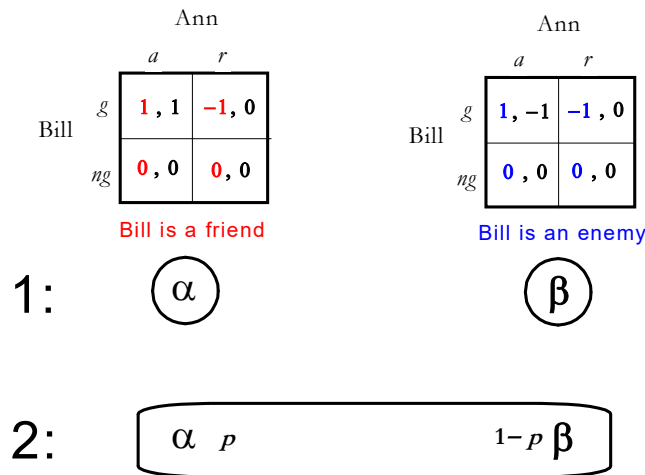 Ann
a r
Bill g 1 , 1 −1, 0
ng 0 , 0 0 , 0
Bill is a friend
Ann
a r
Bill g 1, −1 −1 , 0
ng 0 , 0 0 , 0
Bill is an enemy
1: α β
2: α p 1−p β